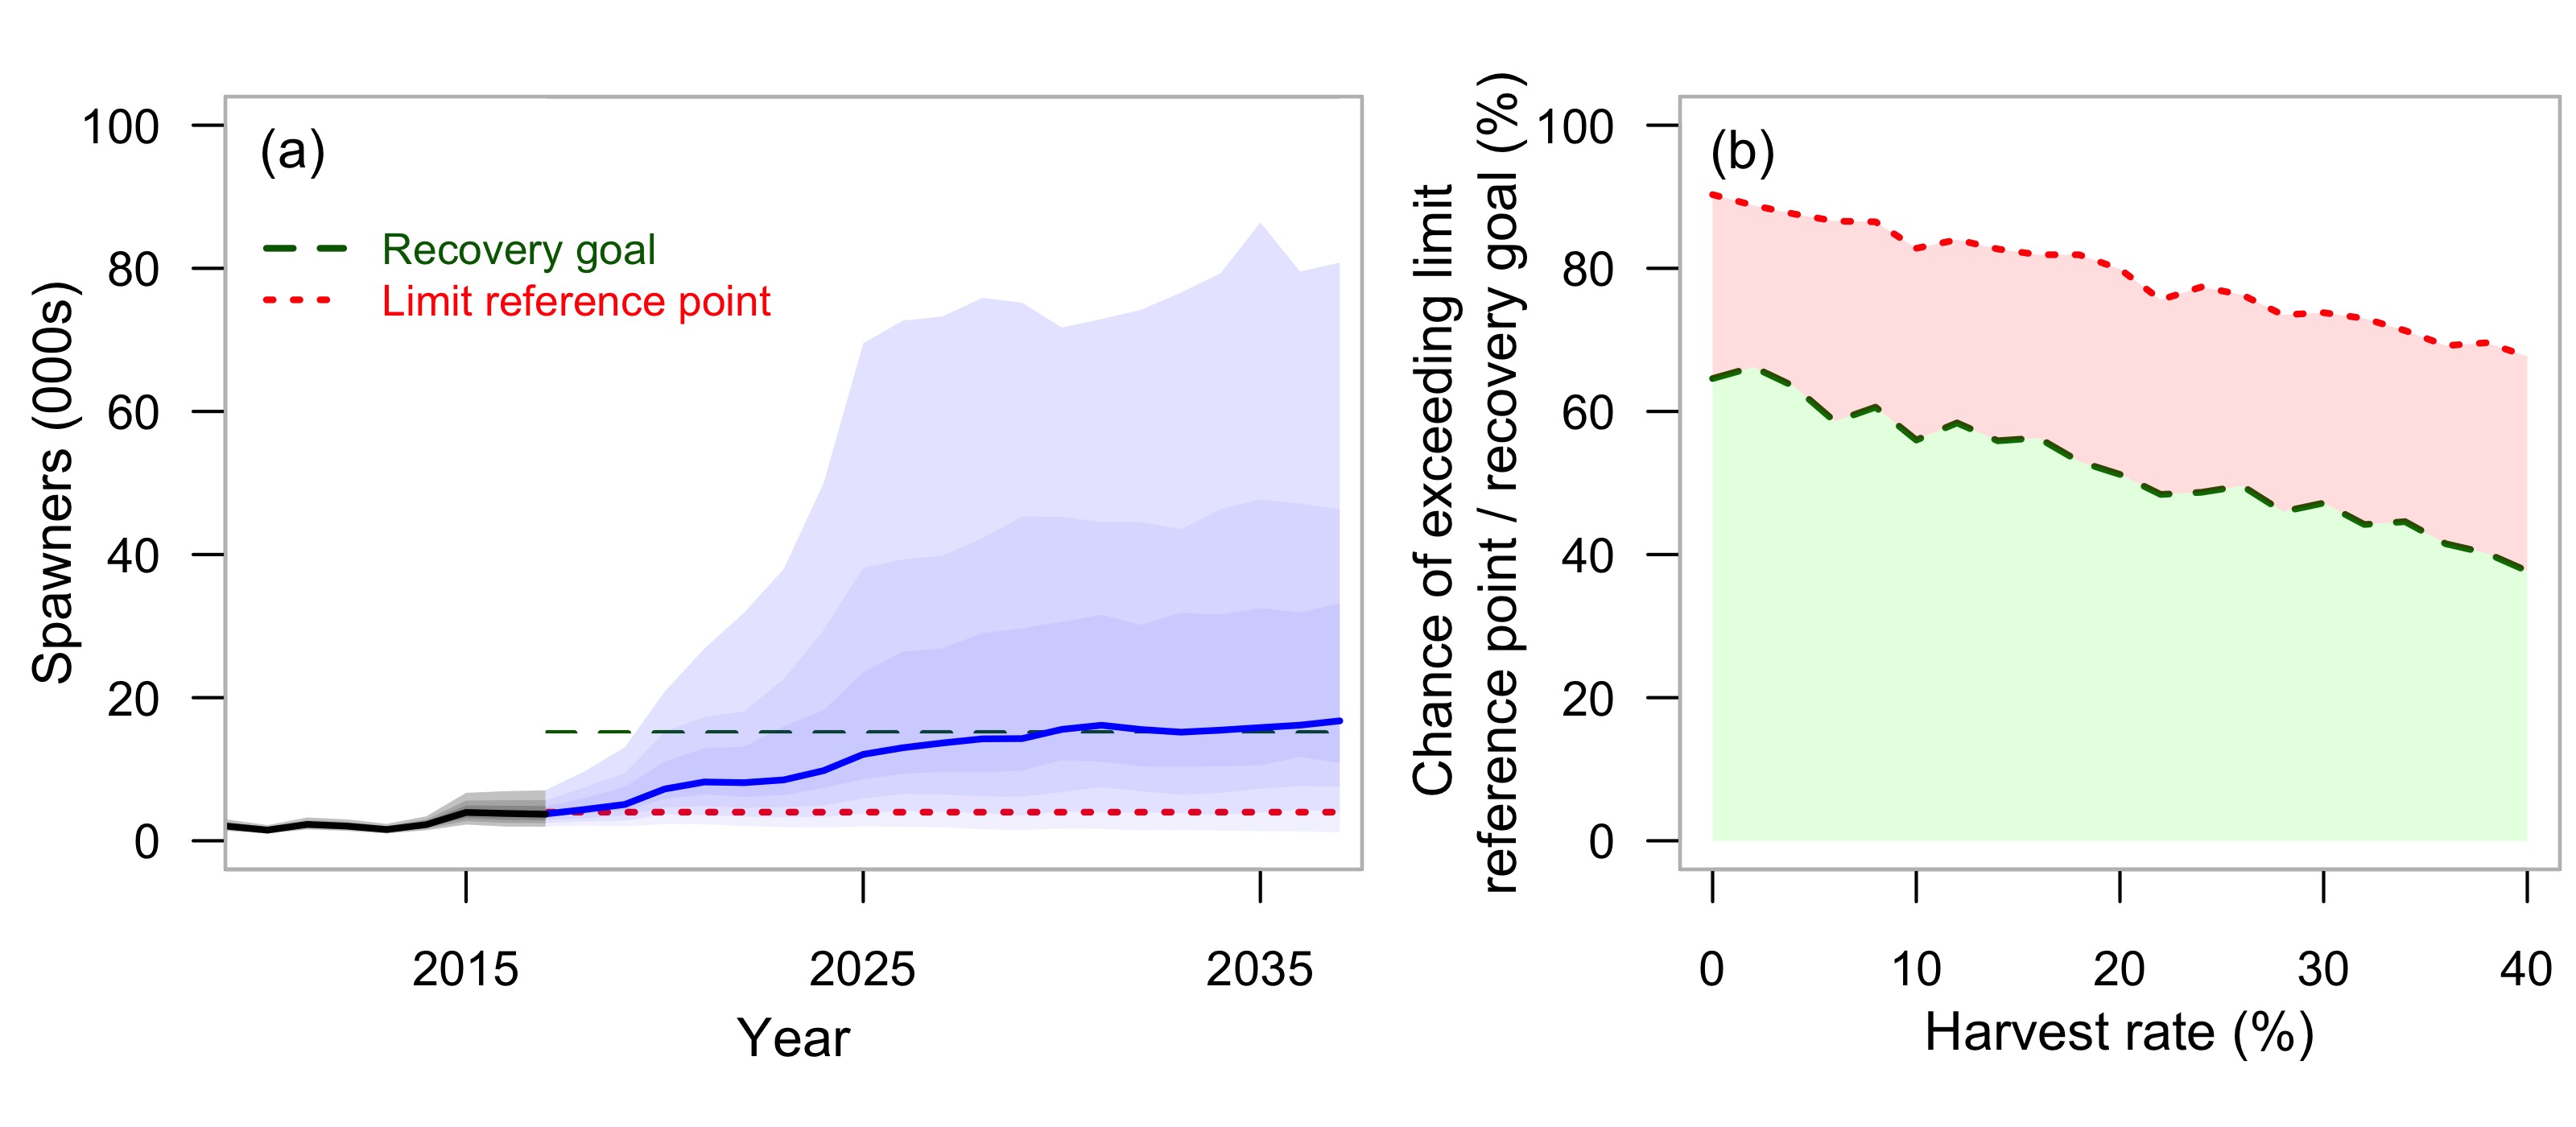 (a)
Recovery goal
Limit reference point
Spawners (000s)
100
80
60
40
20
0
2015
2025
2035
Year
(b)
Chance of exceeding limit
reference point / recovery goal (%)
100
80
60
40
20
0
0
10
20
30
40
Harvest rate (%)